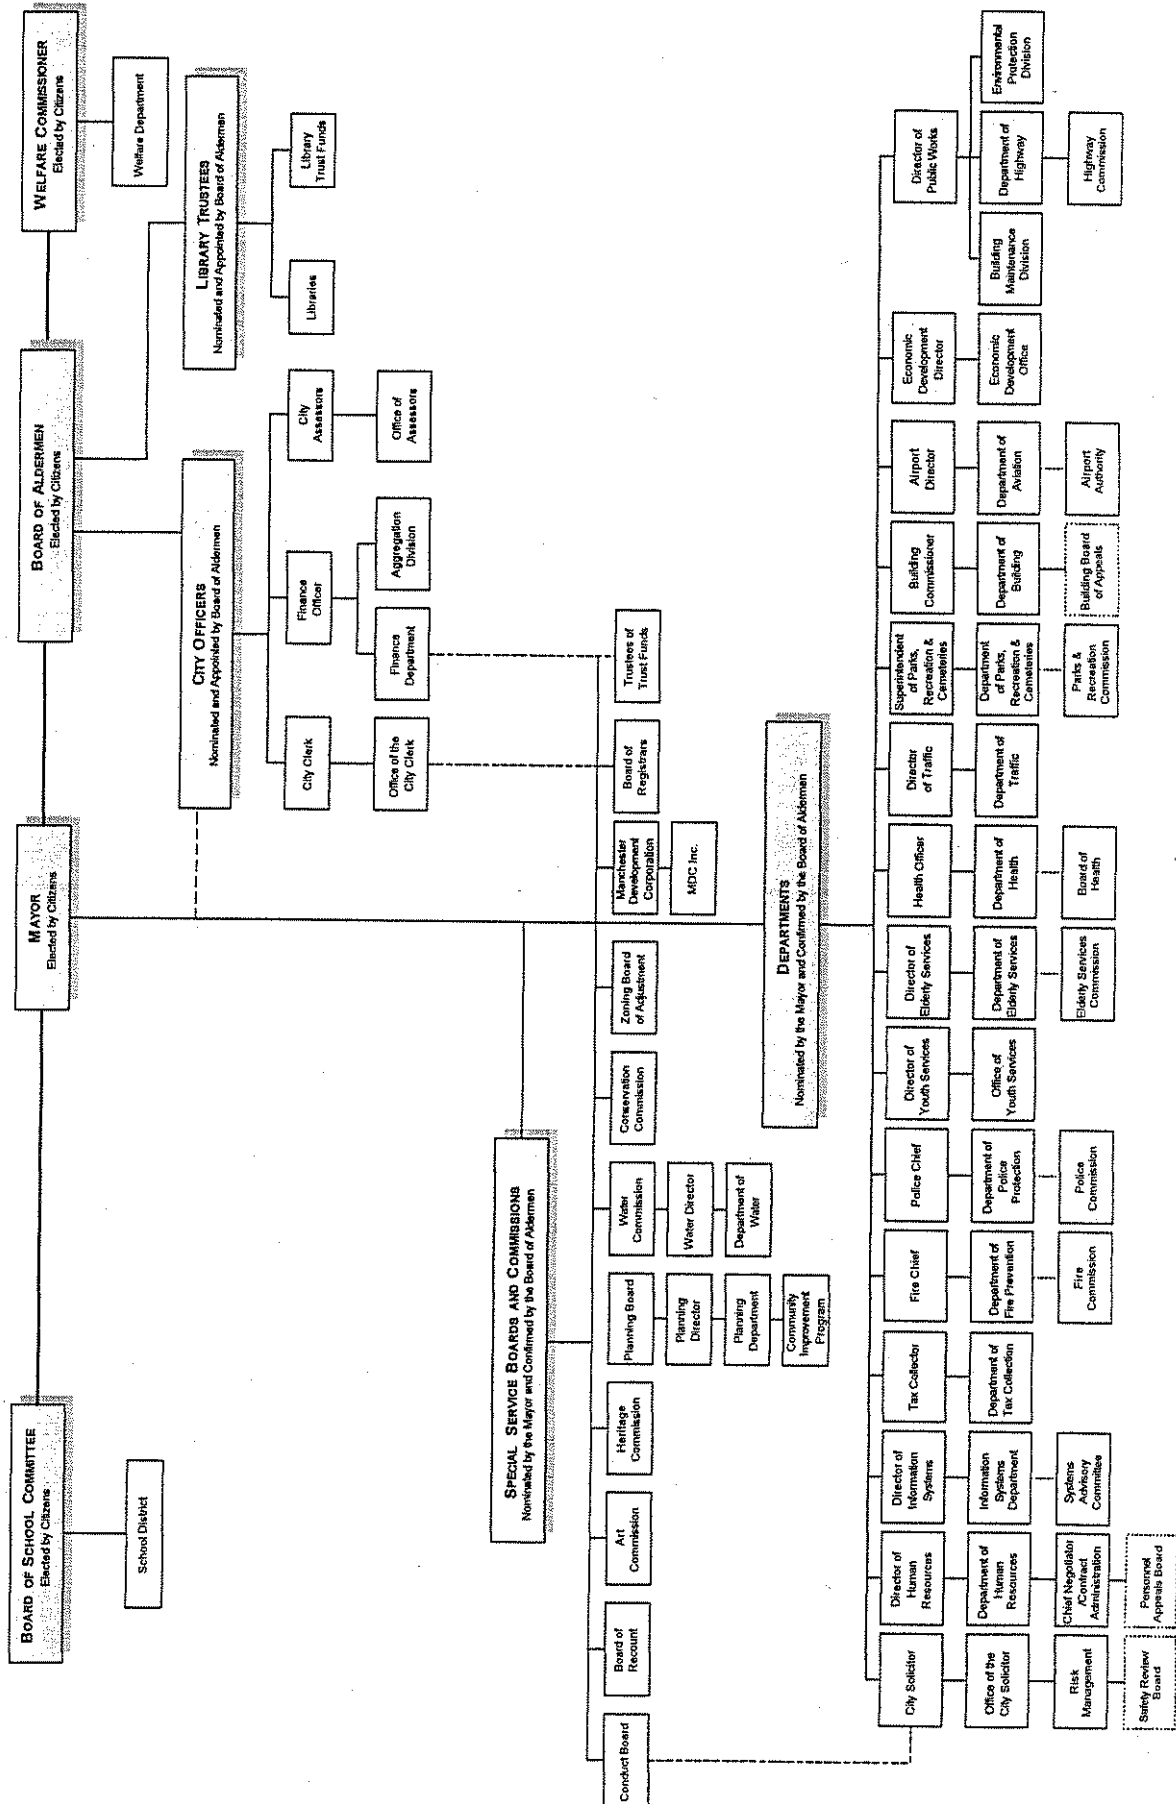 BOARD OF SCHOOL COMMITTEE
Elected by Citizens
School District
MAYOR
Elected by Citizens
BOARD OF ALDERMEN
Elected by Citizens
WELFARE COMMISSIONER
Elected by Citizens
Welfare Department
CITY OFFICERS
Nominated and Appointed by Board of Aldermen
City Clerk
Office of the
City Clerk
Finance
Officer
Finance
Department
Aggregation
Division
City
Assessors
Office of
Assessors
LIBRARY TRUSTEES
Nominated and Appointed by Board of Aldermen
Libraries
Library
Trust Funds
SPECIAL SERVICE BOARDS AND COMMISSIONS
Nominated by the Mayor and Confirmed by the Board of Aldermen
Conduct Board
Board of
Recount
Art
Commission
Heritage
Commission
Planning Board
Planning
Director
Planning
Department
Community
Improvement
Program
Water
Commission
Water Director
Department of
Water
Conservation
Commission
Zoning Board
of Adjustment
Manchester
Development
Corporation
MDC Inc.
Board of
Registrars
Trustees of
Trust Funds
DEPARTMENTS
Nominated by the Mayor and Confirmed by the Board of Aldermen
City Solicitor
Office of the
City Solicitor
Risk
Management
Safety Review
Board
Director of
Human
Resources
Department of
Human
Resources
Chief Negotiator
/Contract
Administration
Personnel
Appeals Board
Director of
Information
Systems
Information
Systems
Department
Systems
Advisory
Committee
Tax Collector
Department of
Tax Collection
Fire Chief
Department of
Fire Prevention
Fire
Commission
Police Chief
Department of
Police
Protection
Police
Commission
Director of
Youth Services
Office of
Youth Services
Director of
Elderly Services
Department of
Elderly Services
Elderly Services
Commission
Health Officer
Department of
Health
Board of
Health
Director
of Traffic
Department of
Traffic
Superintendent
of Parks,
Recreation &
Cemeteries
Department
of Parks,
Recreation &
Cemeteries
Parks &
Recreation
Commission
Building
Commissioner
Department of
Building
Building Board
of Appeals
Airport
Director
Department of
Aviation
Airport
Authority
Economic
Development
Director
Economic
Development
Office
Director of
Public Works
Building
Maintenance
Division
Department of
Highway
Highway
Commission
Environmental
Protection
Division